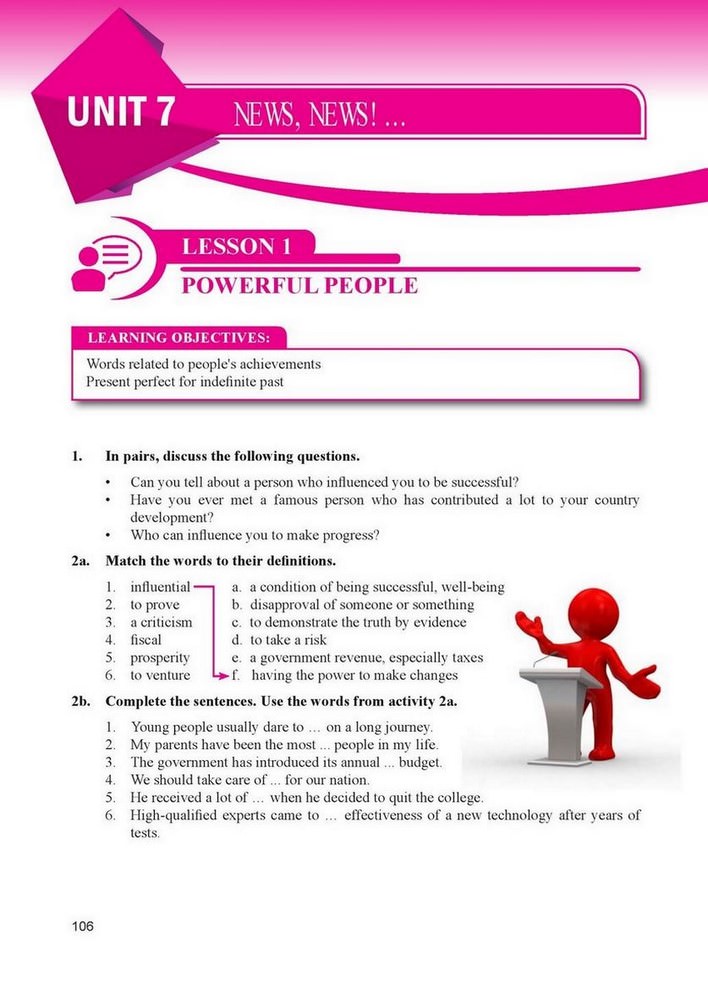 UNIT 7
NEWS, NEWS! ...
LESSON 1
POWERFUL PEOPLE
LEARNING OBJECTIVES:
Words related to people's achievements
Present perfect for indefinite past
1. In pairs, discuss the following questions.
• Can you tell about a person who influenced you to be successful?
• Have you ever met a famous person who has contributed a lot to your country
development?
• Who can influence you to make progress?
2a. Match the words to their definitions.
1. influential a. a condition of being successful, well-being
2. to prove b. disapproval of someone or something
3. a criticism c. to demonstrate the truth by evidence
4. fiscal d. to take a risk
5. prosperity e. a government revenue, especially taxes
6. to venture f. having the power to make changes
2b. Complete the sentences. Use the words from activity 2a.
1. Young people usually dare to … on a long journey.
2. My parents have been the most ... people in my life.
3. The government has introduced its annual ... budget.
4. We should take care of ... for our nation.
5. He received a lot of … when he decided to quit the college.
6. High-qualified experts came to … effectiveness of a new technology after years of
tests.
106